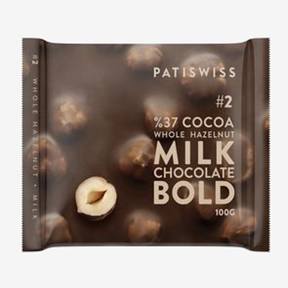 PATISWISS
#2
%37 COCOA
WHOLE HAZELNUT
MILK
CHOCOLATE
BOLD
100G
#2
WHOLE HAZELNUT • MILK